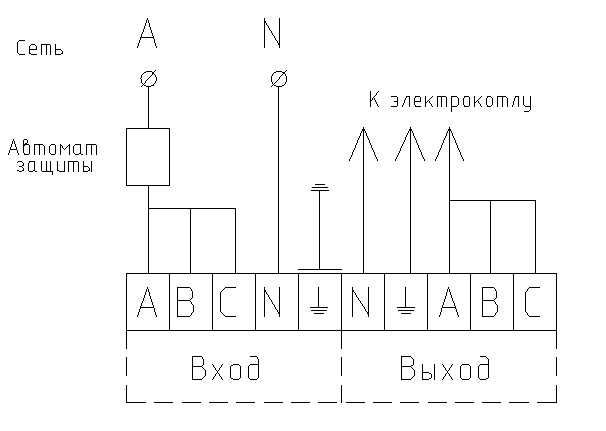 A N
Сеть
К электрокотлу
Автомат
защиты
A B C N N A B C
Вход Выход